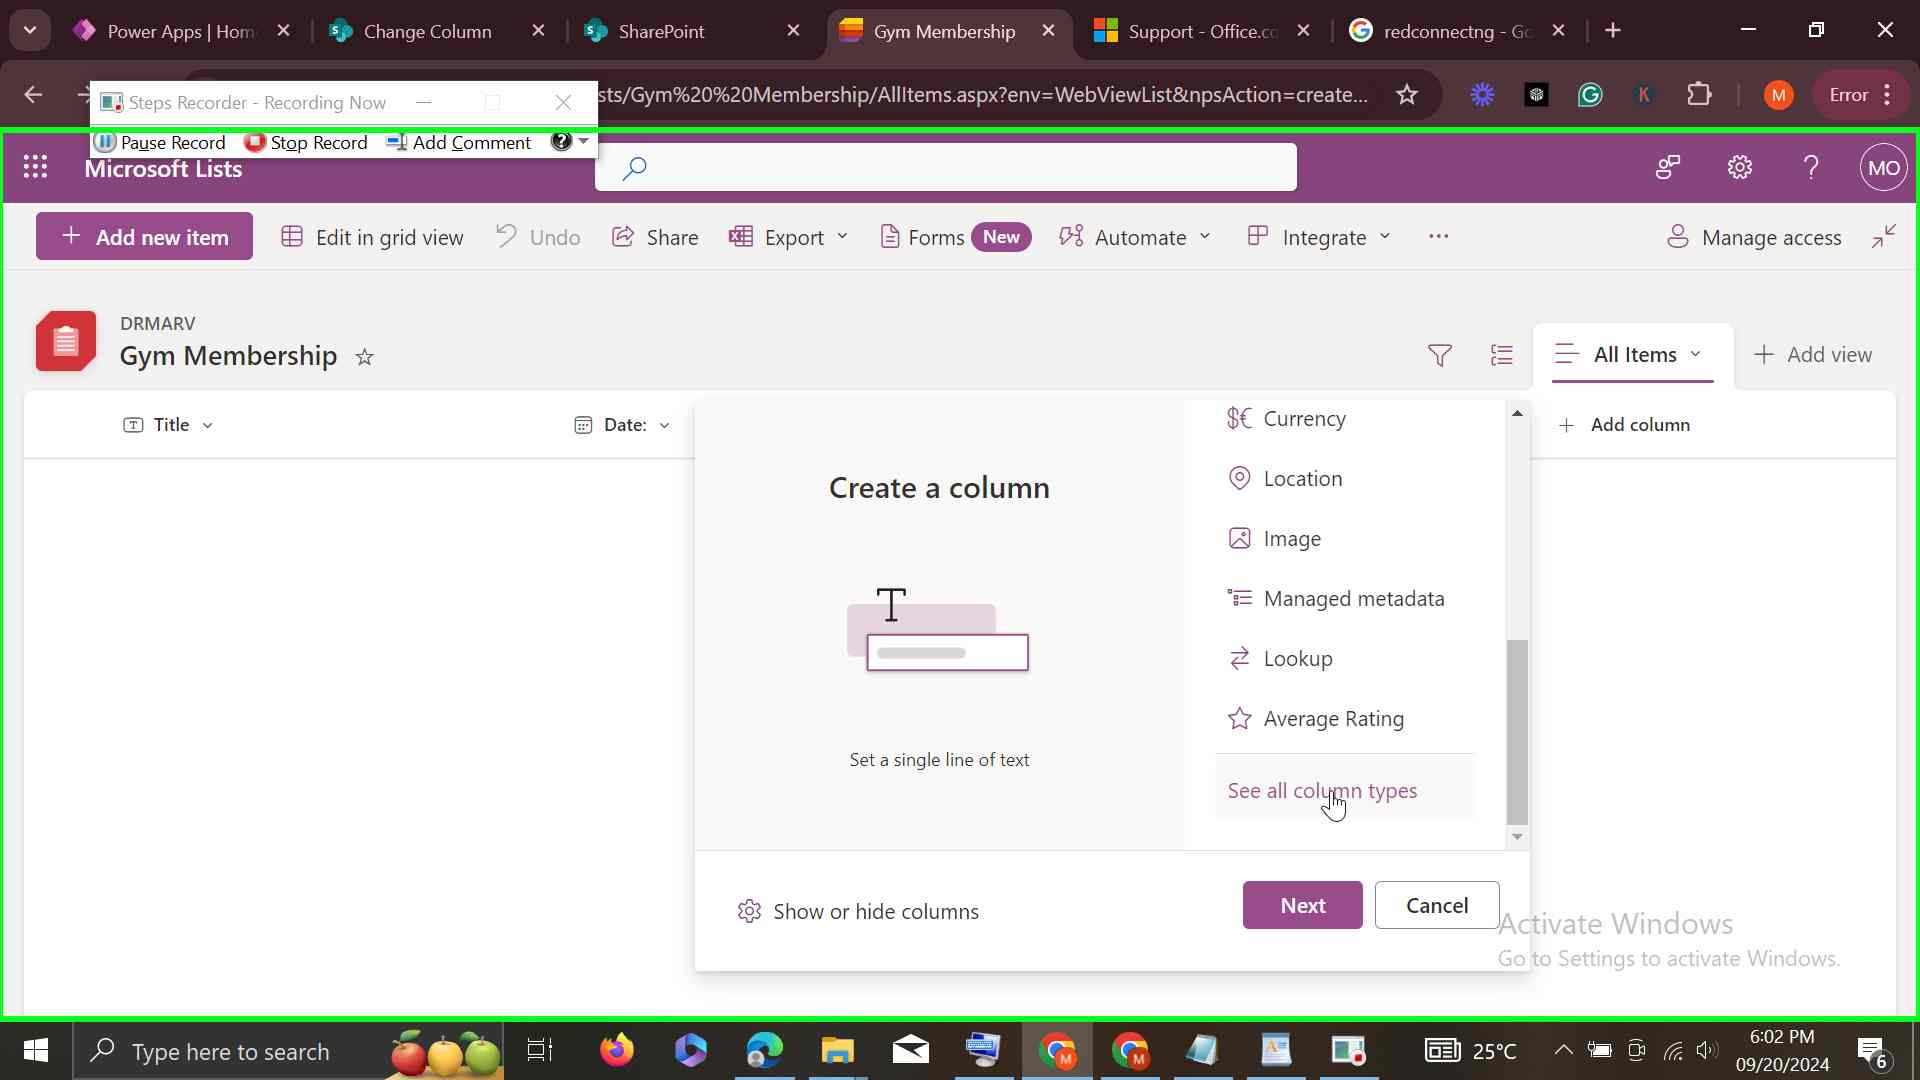 Power Apps | Hom
Change Column
SharePoint
Gym Membership
Support - Office.co
redconnectng - Go
Steps Recorder - Recording Now
sts/Gym%20%20Membership/AllItems.aspx?env=WebViewList&npsAction=create...
M
Error
Pause Record
Stop Record
Add Comment
Microsoft Lists
MO
Add new item
Edit in grid view
Undo
Share
Export
Forms
New
Automate
Integrate
Manage access
DRMARV
Gym Membership
All Items
Add view
Title
Date:
Add column
Create a column
Set a single line of text
Currency
Location
Image
Managed metadata
Lookup
Average Rating
See all column types
Show or hide columns
Next
Cancel
Activate Windows
Go to Settings to activate Windows.
Type here to search
25°C
6:02 PM
09/20/2024
6